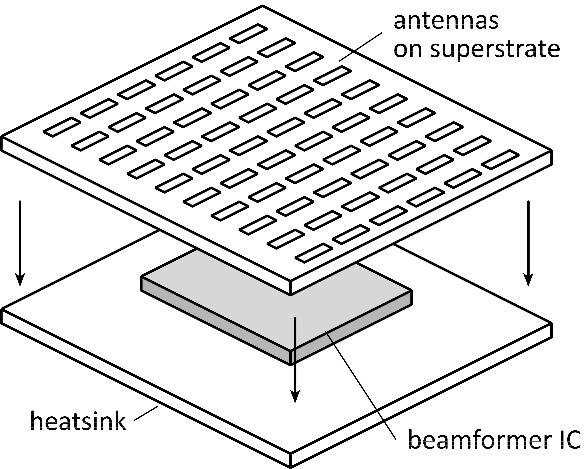 antennas
on superstrate
heatsink
beamformer IC